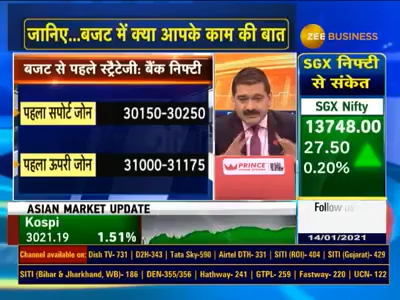 जानिए...बजट में क्या आपके काम की बात
ZEE BUSINESS
बजट से पहले स्ट्रैटेजी: बैंक निफ्टी
पहला सपोर्ट जोन 30150-30250
पहला ऊपरी जोन 31000-31175
PRINCE
SGX निफ्टी
से संकेत
SGX Nifty
13748.00
27.50
0.20%
ASIAN MARKET UPDATE
Kospi
3021.19 1.51%
Follow us
14/01/2021
Channel available on: Dish TV- 731 | D2H-343 | Tata Sky-590 | Airtel DTH- 331 | SITI (ROI) - 404 | SITI (Gujarat) - 429
SITI (Bihar & Jharkhand, WB) - 186 | DEN-355/356 | Hathway- 241 | GTPL- 259 | Fastway- 220 | UCN- 122